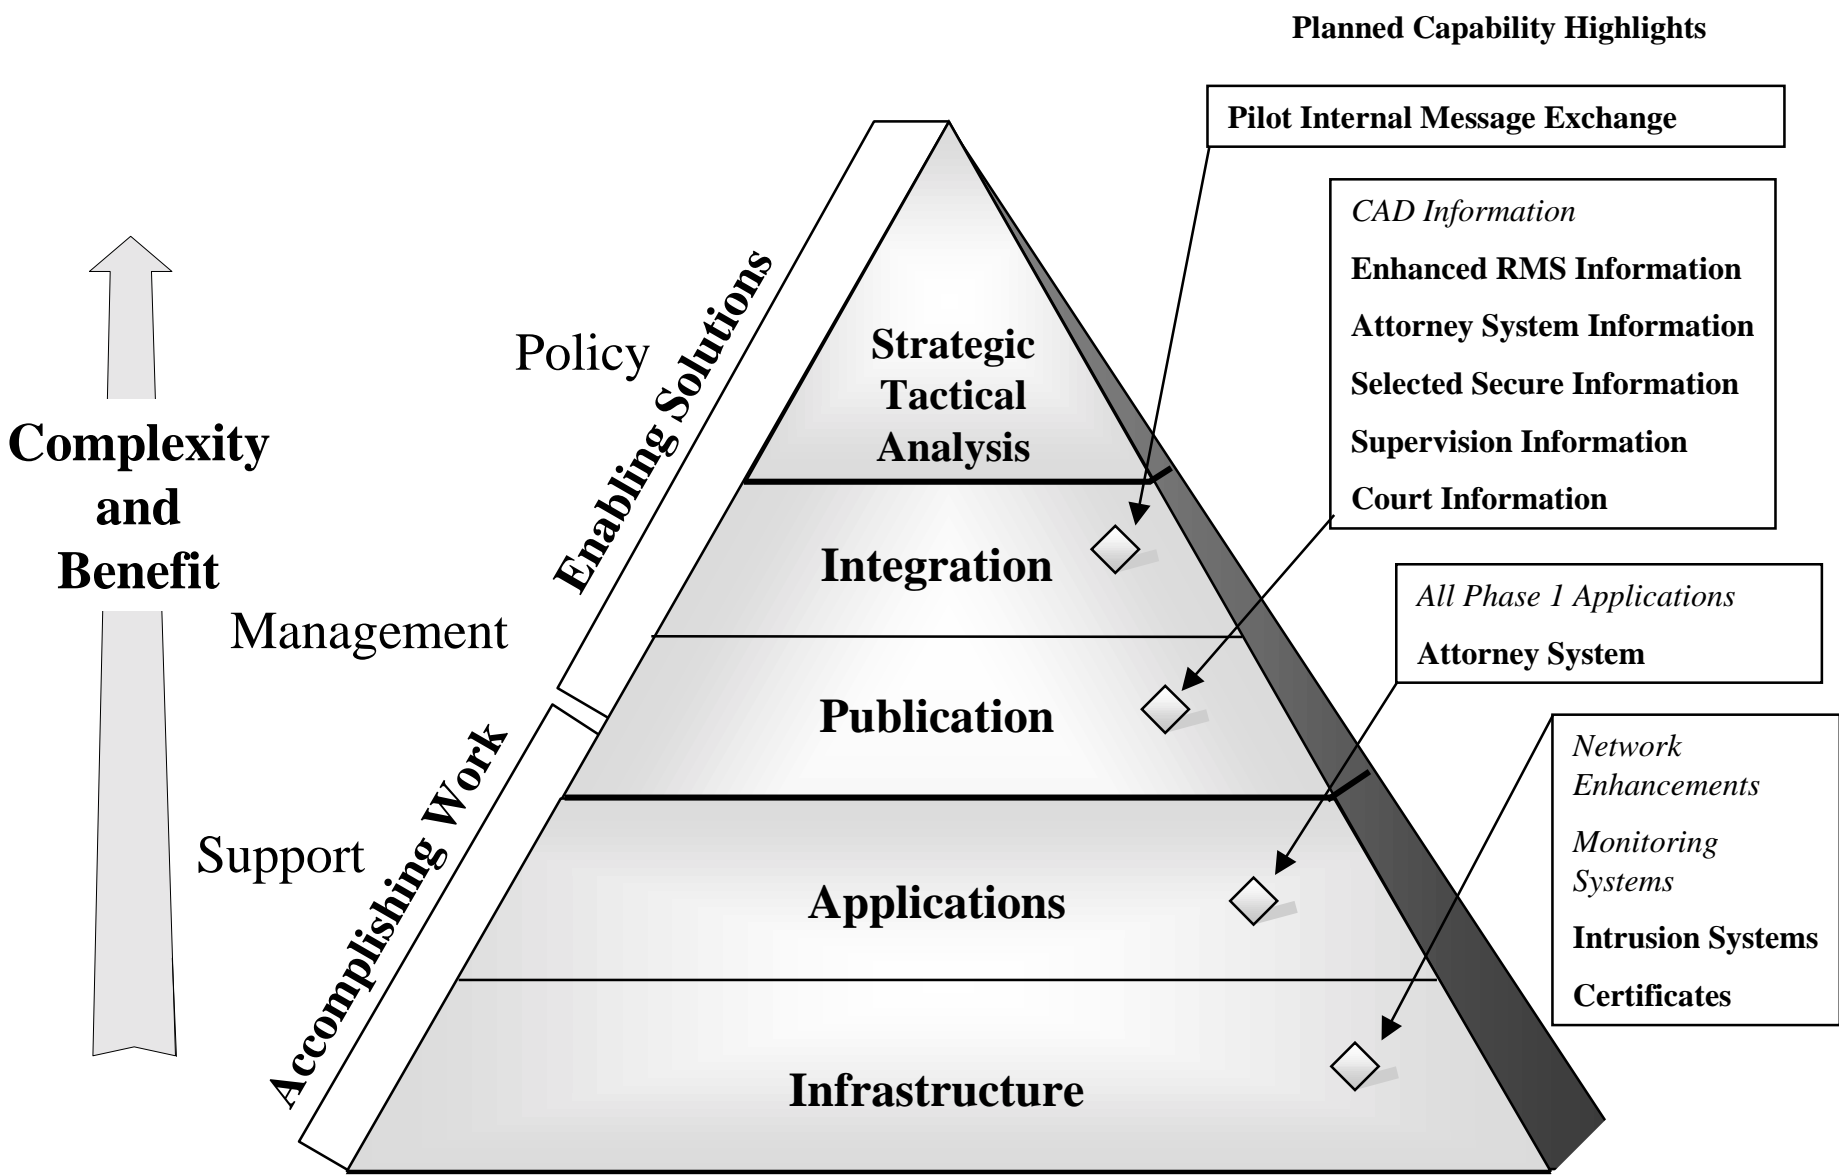 Planned Capability Highlights
Pilot Internal Message Exchange
CAD Information
Enhanced RMS Information
Attorney System Information
Selected Secure Information
Supervision Information
Court Information
All Phase 1 Applications
Attorney System
Network
Enhancements
Monitoring
Systems
Intrusion Systems
Certificates
Complexity
and
Benefit
Policy
Management
Support
Enabling Solutions
Accomplishing Work
Strategic
Tactical
Analysis
Integration
Publication
Applications
Infrastructure